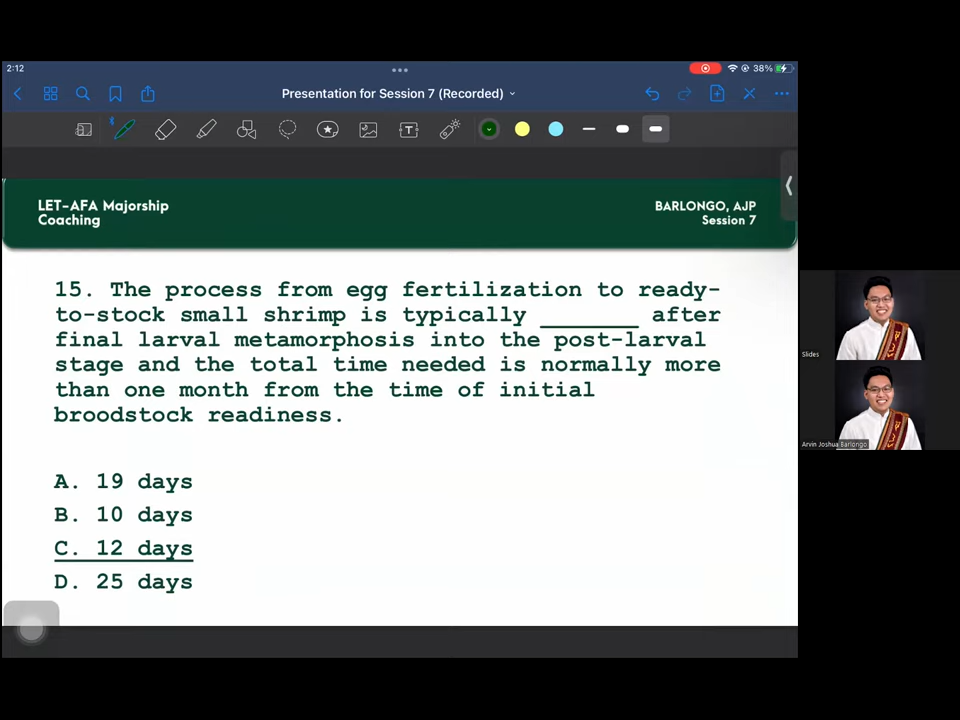 2:12
38%
Presentation for Session 7 (Recorded)
T
LET-AFA Majorship
Coaching
BARLONGO, AJP
Session 7
15. The process from egg fertilization to ready-
to-stock small shrimp is typically _______ after
final larval metamorphosis into the post-larval
stage and the total time needed is normally more
than one month from the time of initial
broodstock readiness.
A. 19 days
B. 10 days
C. 12 days
D. 25 days
Slides
Arvin Joshua Barlongo